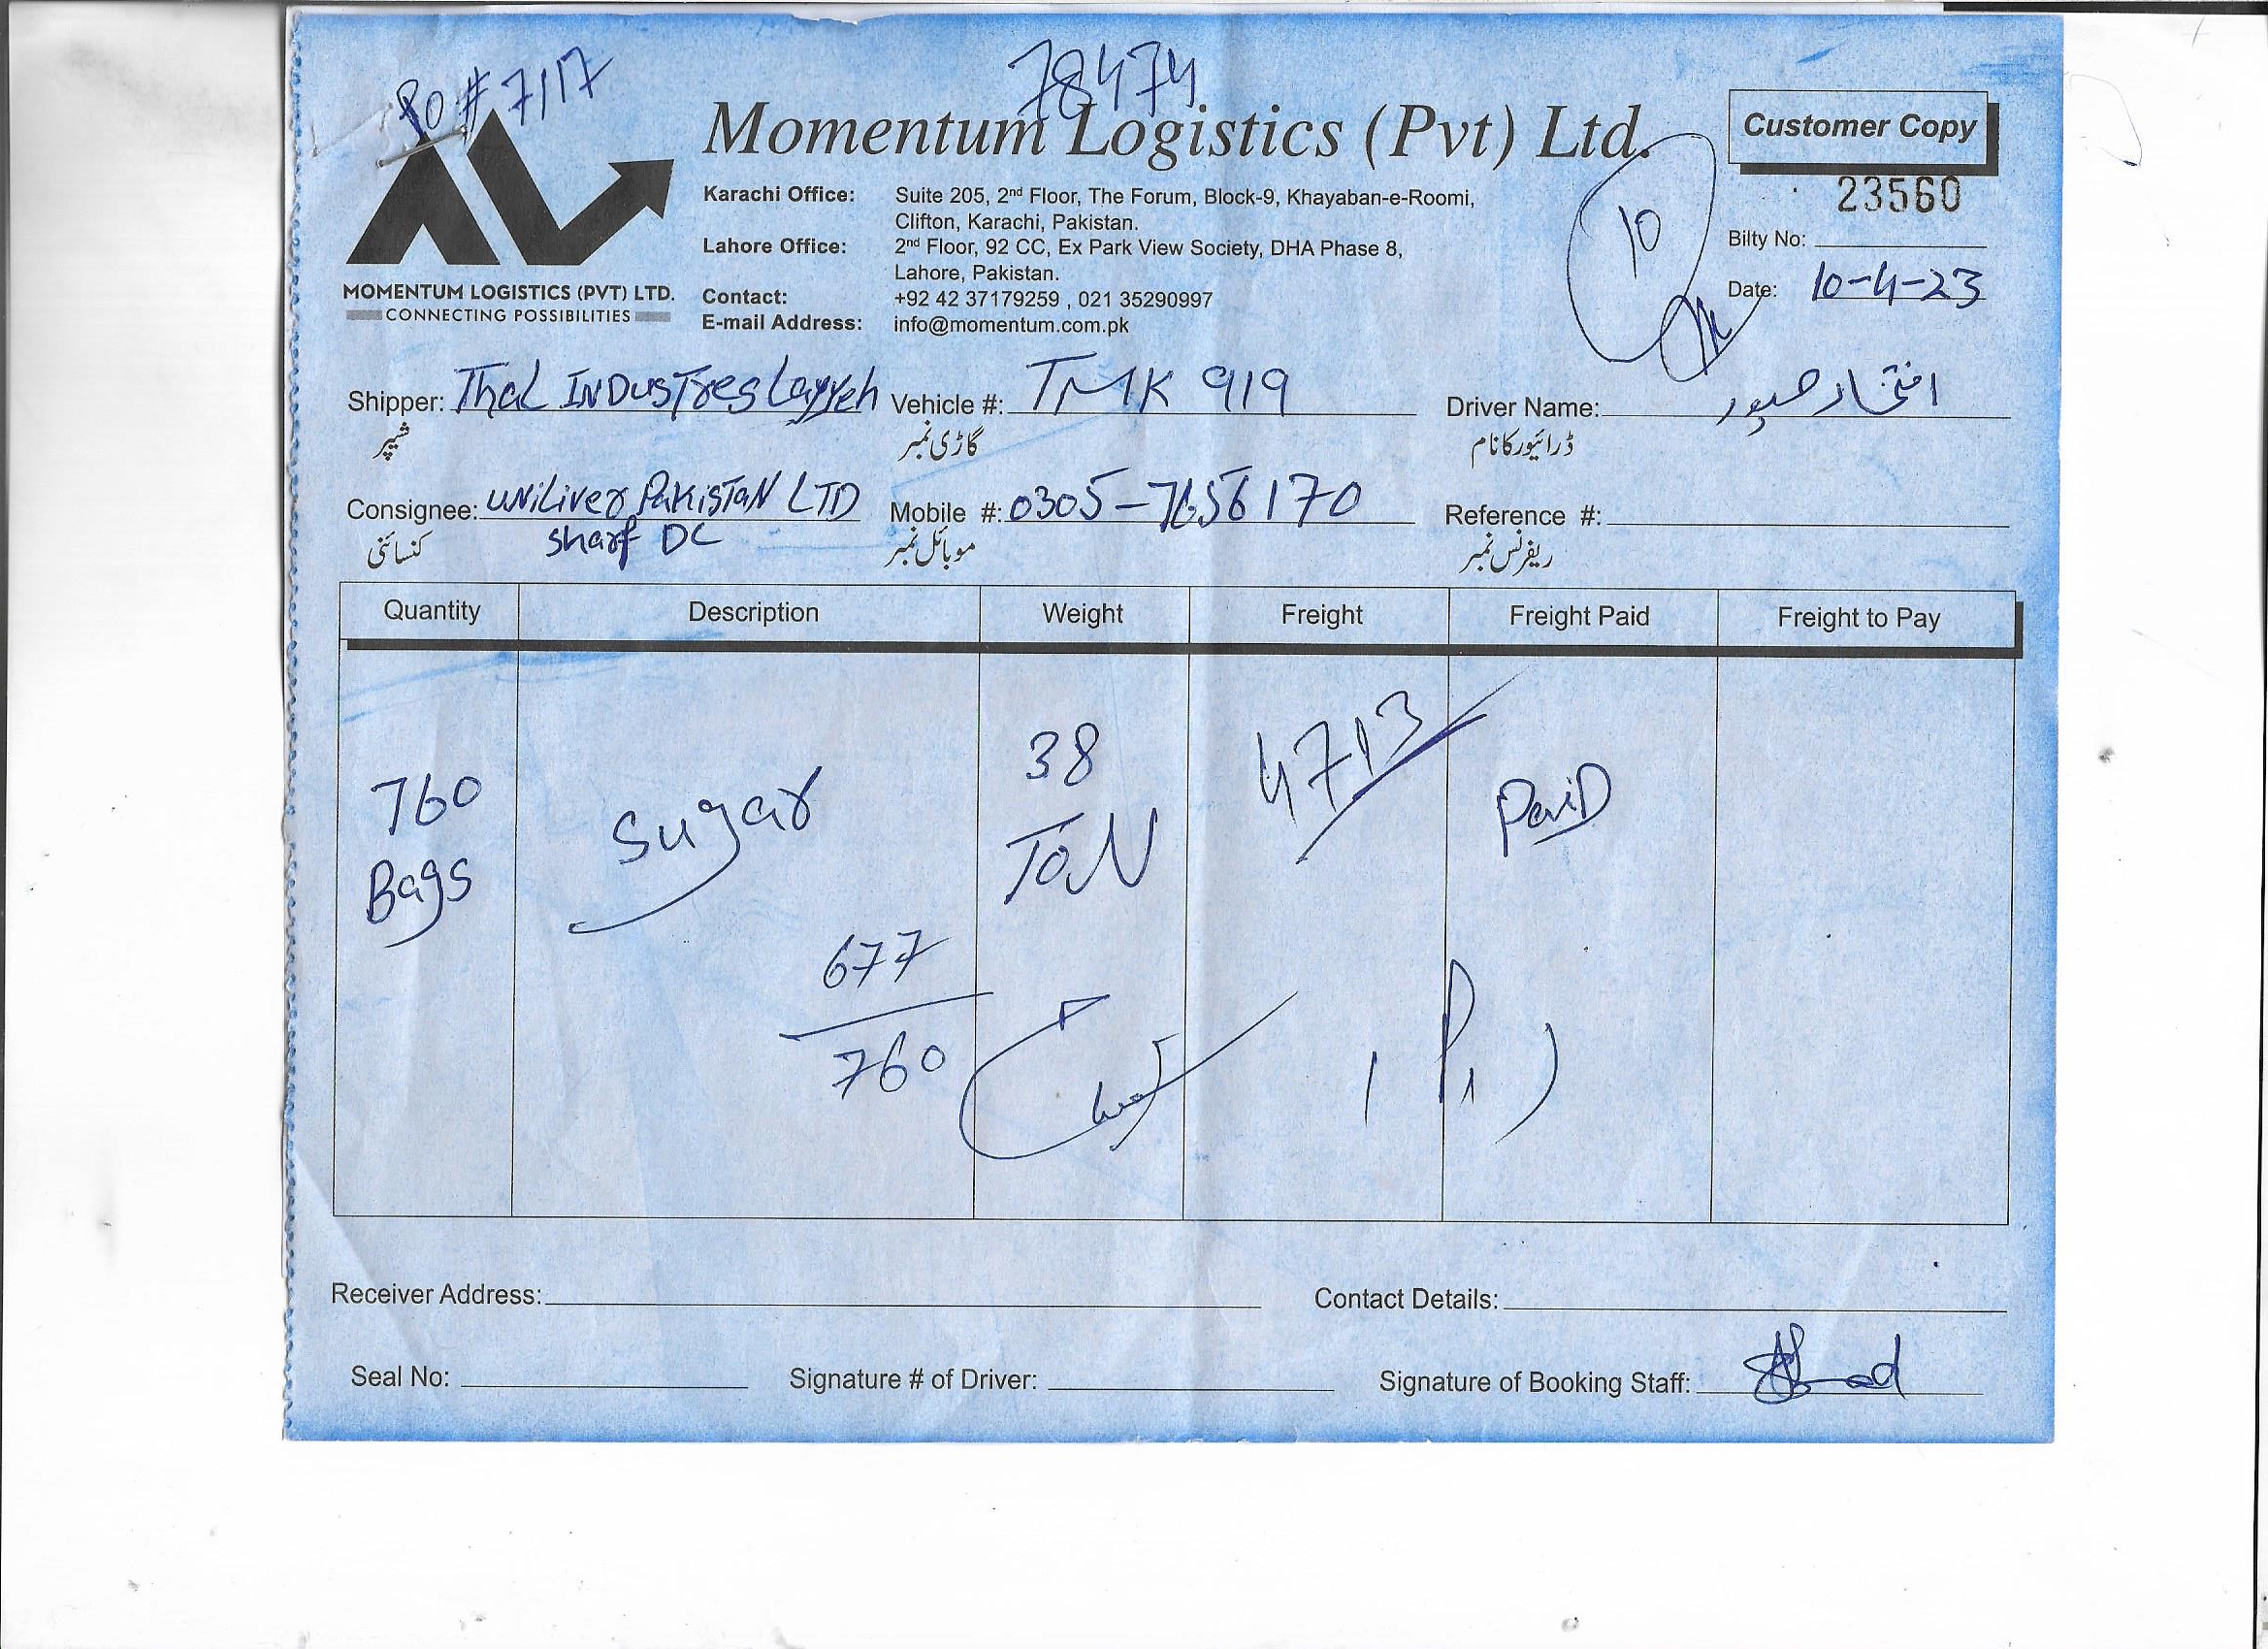 PO # 7117
78474
Momentum Logistics (Pvt) Ltd.
Customer Copy
23560
Karachi Office: Suite 205, 2nd Floor, The Forum, Block-9, Khayaban-e-Roomi,
Clifton, Karachi, Pakistan.
Lahore Office: 2nd Floor, 92 CC, Ex Park View Society, DHA Phase 8,
Lahore, Pakistan.
Contact: +92 42 37179259 , 021 35290997
E-mail Address: info@momentum.com.pk
MOMENTUM LOGISTICS (PVT) LTD.
CONNECTING POSSIBILITIES
10
Bilty No:
Date: 10-4-23
Shipper: Thal INDUSTres Layyeh Vehicle #: TMK 919 Driver Name: افتخار
شپر گاڑی نمبر ڈرائیور کا نام
Consignee: UNiLiver PakisTaN LTD Mobile #: 0305-7656170 Reference #:
sharf DC
کنسائنی موبائل نمبر ریفرنس نمبر
Quantity Description Weight Freight Freight Paid Freight to Pay
760 Bags Sugar 38 ToN 4713 PaiD
677
760
Receiver Address: Contact Details:
Seal No: Signature # of Driver: Signature of Booking Staff: